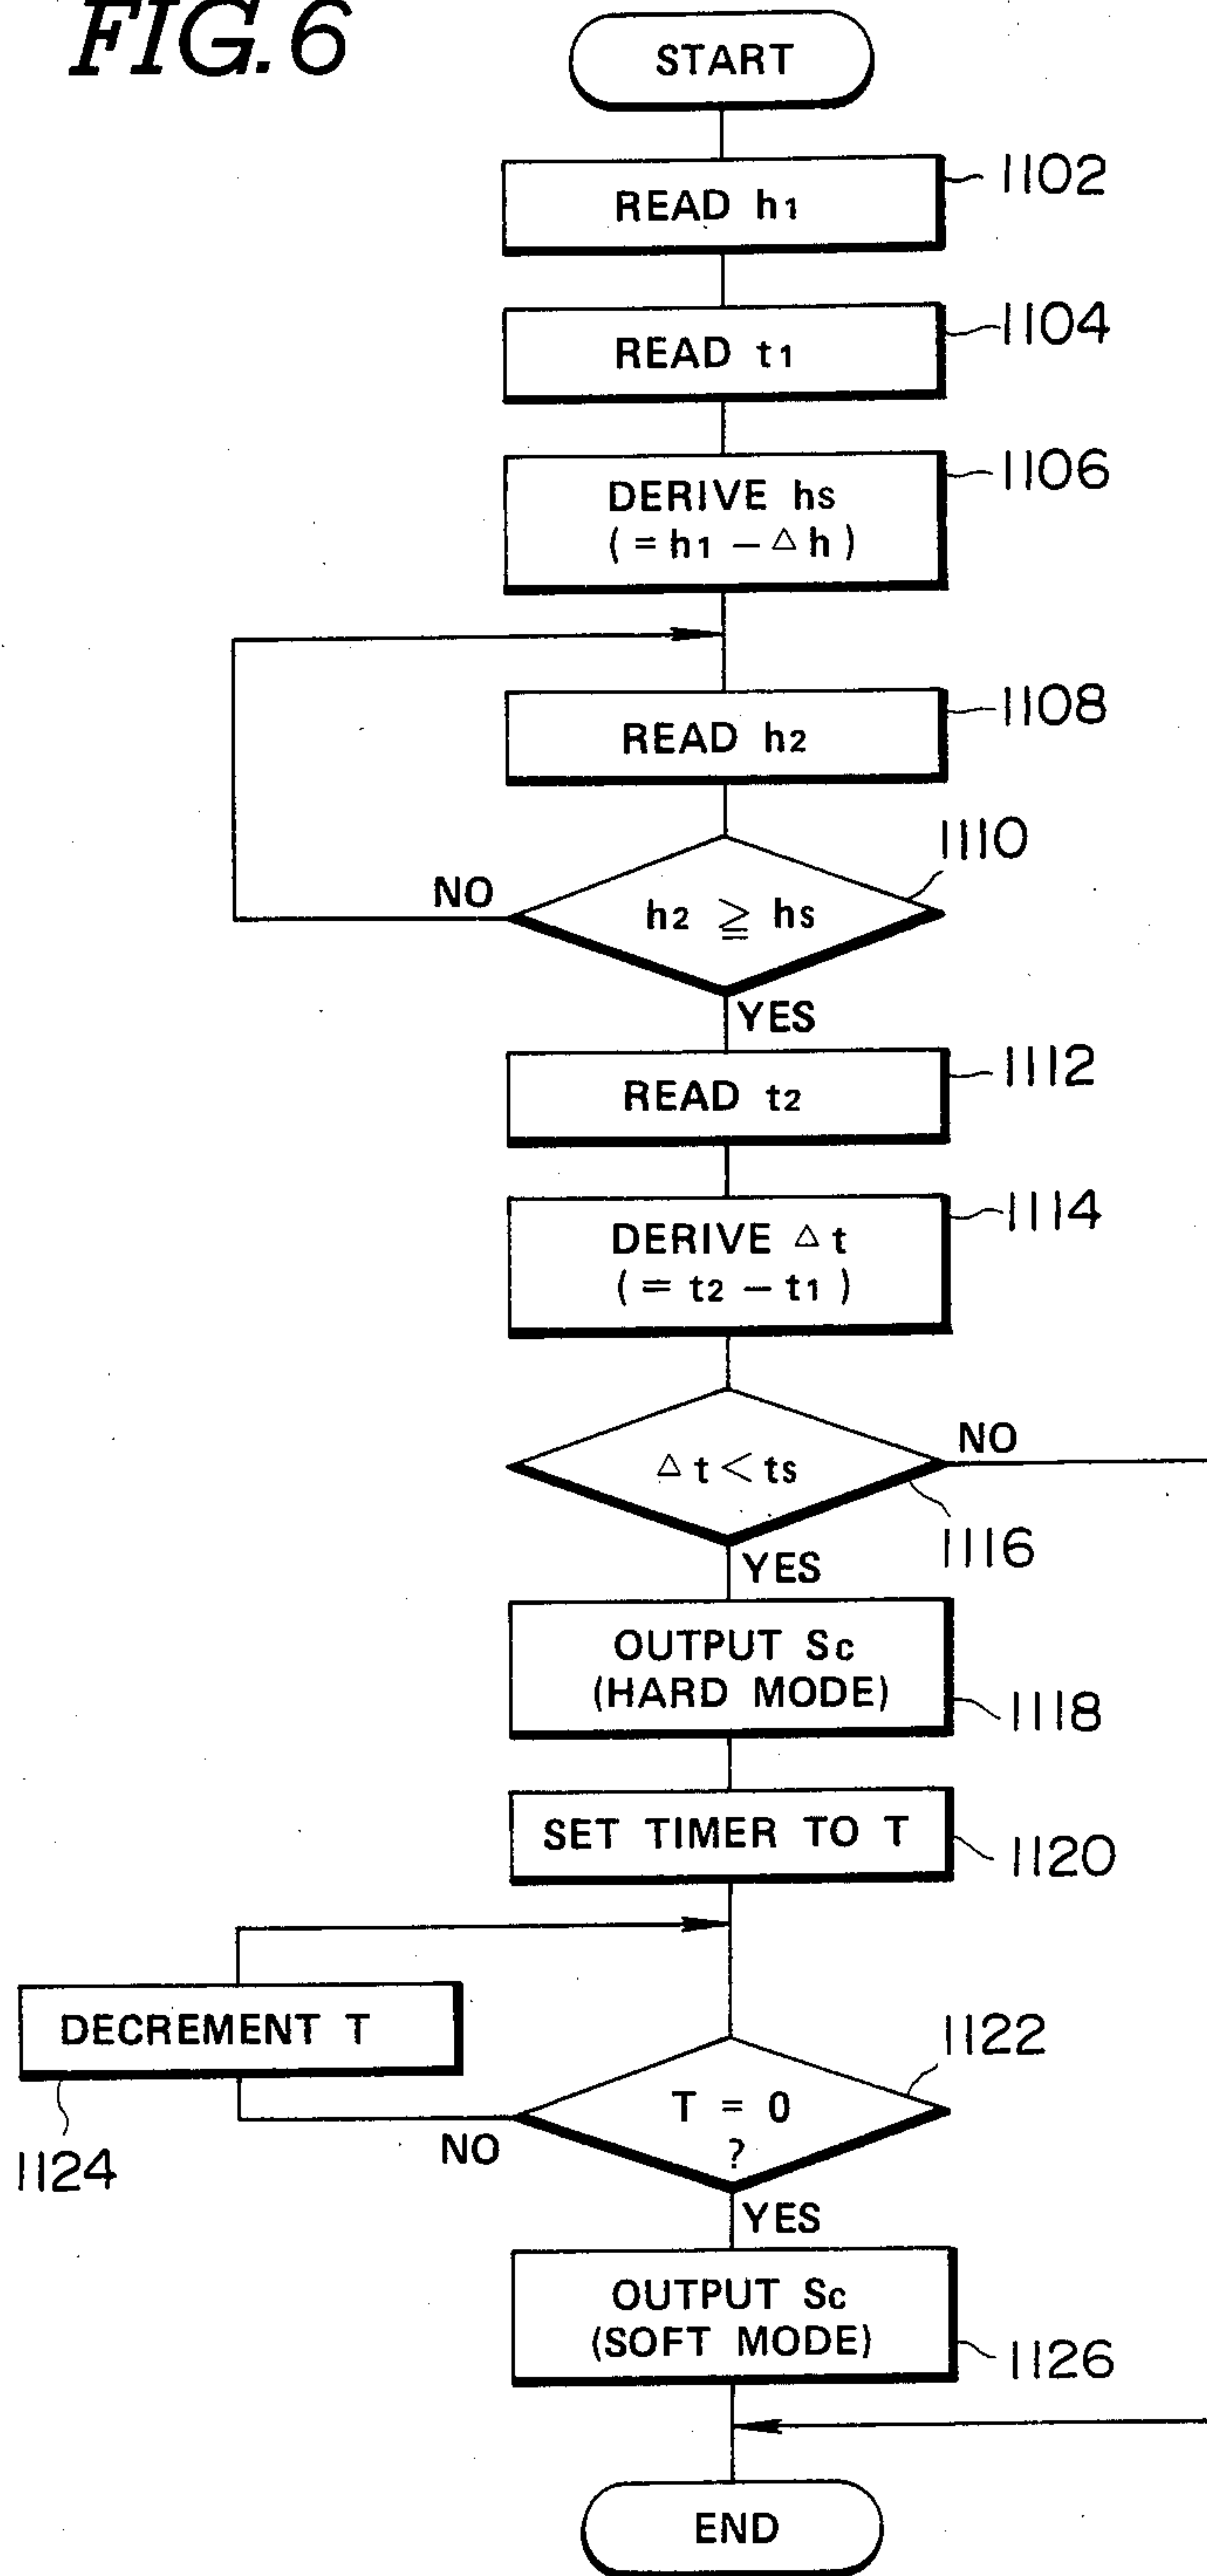 FIG. 6
START
READ h1
1102
READ t1
1104
DERIVE hs
(= h1 − △h)
1106
READ h2
1108
1110
NO
h2 ≧ hs
YES
READ t2
1112
DERIVE △t
(= t2 − t1)
1114
△t < ts
NO
1116
YES
OUTPUT Sc
(HARD MODE)
1118
SET TIMER TO T
1120
DECREMENT T
1124
1122
T = 0
?
NO
YES
OUTPUT Sc
(SOFT MODE)
1126
END